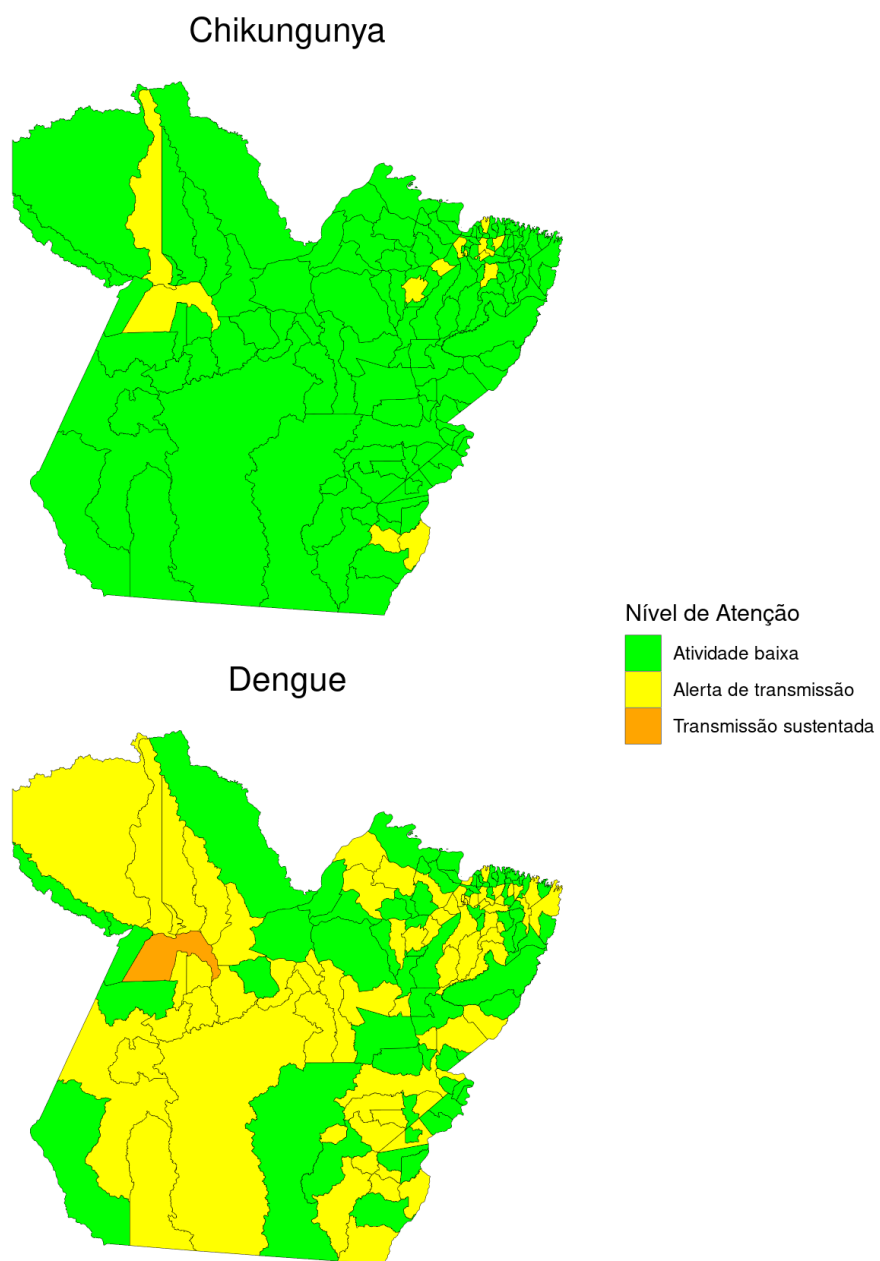 Chikungunya
Nível de Atenção
Atividade baixa
Alerta de transmissão
Transmissão sustentada
Dengue